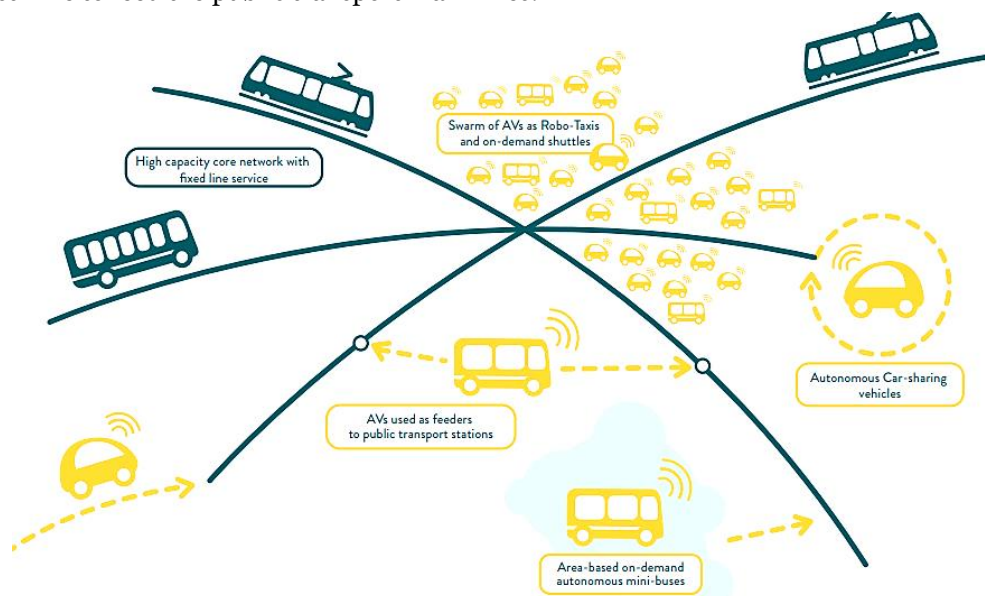 Swarm of AVs as Robo-Taxis
and on-demand shuttles
High capacity core network with
fixed line service
Autonomous Car-sharing
vehicles
AVs used as feeders
to public transport stations
Area-based on-demand
autonomous mini-buses